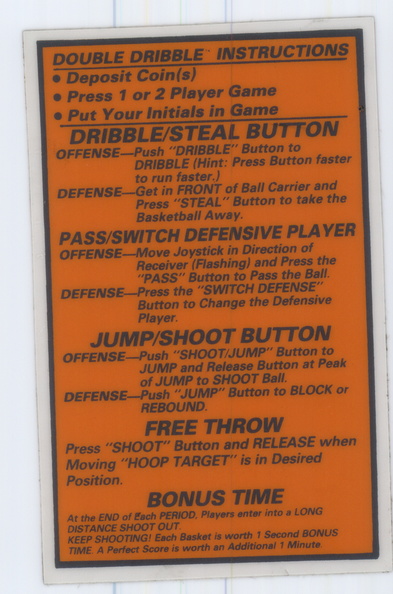 DOUBLE DRIBBLE™ INSTRUCTIONS
• Deposit Coin(s)
• Press 1 or 2 Player Game
• Put Your Initials in Game
DRIBBLE/STEAL BUTTON
OFFENSE—Push "DRIBBLE" Button to
DRIBBLE (Hint: Press Button faster
to run faster.)
DEFENSE—Get in FRONT of Ball Carrier and
Press "STEAL" Button to take the
Basketball Away.
PASS/SWITCH DEFENSIVE PLAYER
OFFENSE—Move Joystick in Direction of
Receiver (Flashing) and Press the
"PASS" Button to Pass the Ball.
DEFENSE—Press the "SWITCH DEFENSE"
Button to Change the Defensive
Player.
JUMP/SHOOT BUTTON
OFFENSE—Push "SHOOT/JUMP" Button to
JUMP and Release Button at Peak
of JUMP to SHOOT Ball.
DEFENSE—Push "JUMP" Button to BLOCK or
REBOUND.
FREE THROW
Press "SHOOT" Button and RELEASE when
Moving "HOOP TARGET" is in Desired
Position.
BONUS TIME
At the END of Each PERIOD, Players enter into a LONG
DISTANCE SHOOT OUT.
KEEP SHOOTING! Each Basket is worth 1 Second BONUS
TIME. A Perfect Score is worth an Additional 1 Minute.